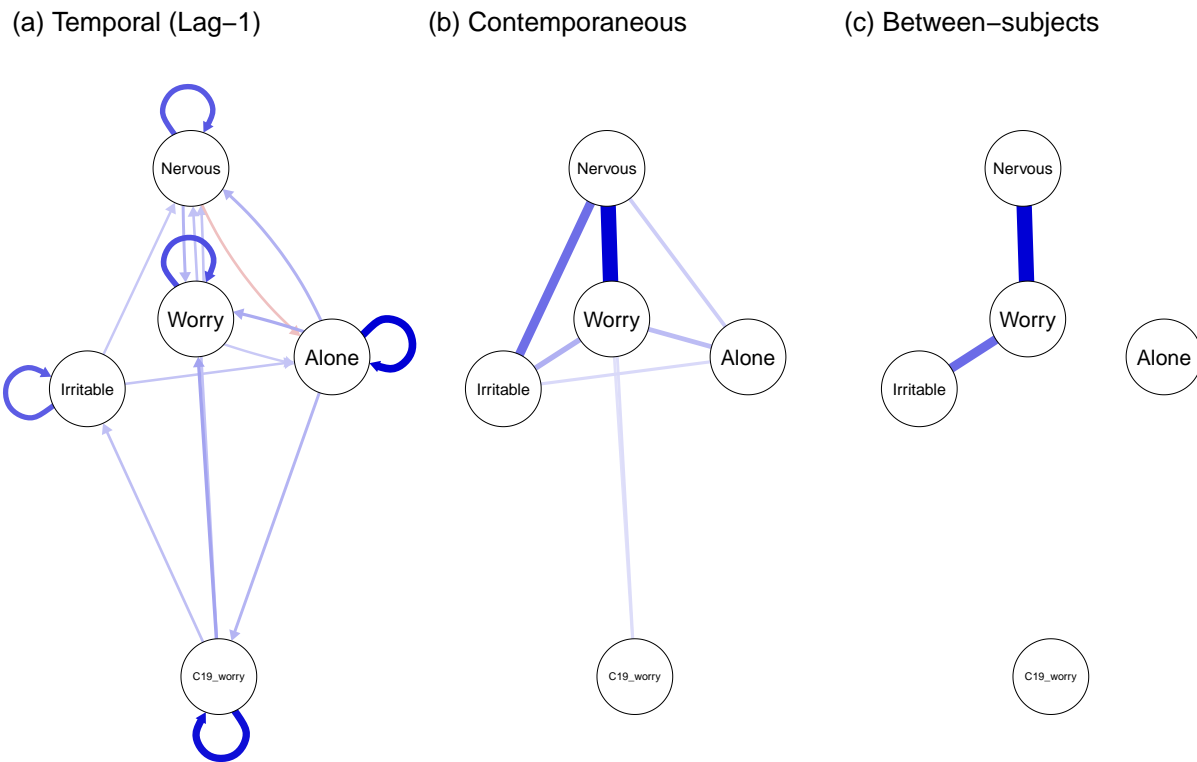 (a) Temporal (Lag−1)
Nervous
Worry
Alone
Irritable
C19_worry
(b) Contemporaneous
Nervous
Worry
Alone
Irritable
C19_worry
(c) Between−subjects
Nervous
Worry
Alone
Irritable
C19_worry